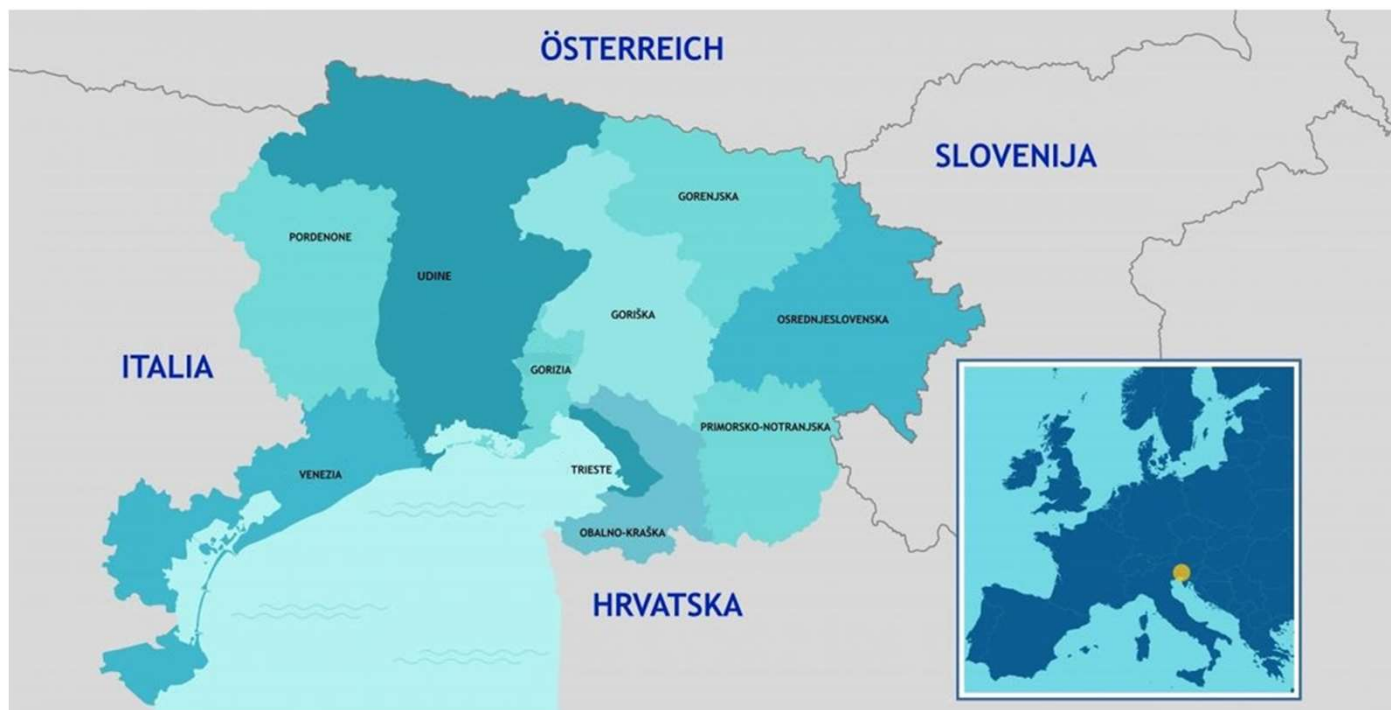 ÖSTERREICH
SLOVENIJA
GORENJSKA
PORDENONE
UDINE
GORIŠKA
OSREDNJESLOVENSKA
ITALIA
GORIZIA
PRIMORSKO-NOTRANJSKA
TRIESTE
VENEZIA
OBALNO-KRAŠKA
HRVATSKA